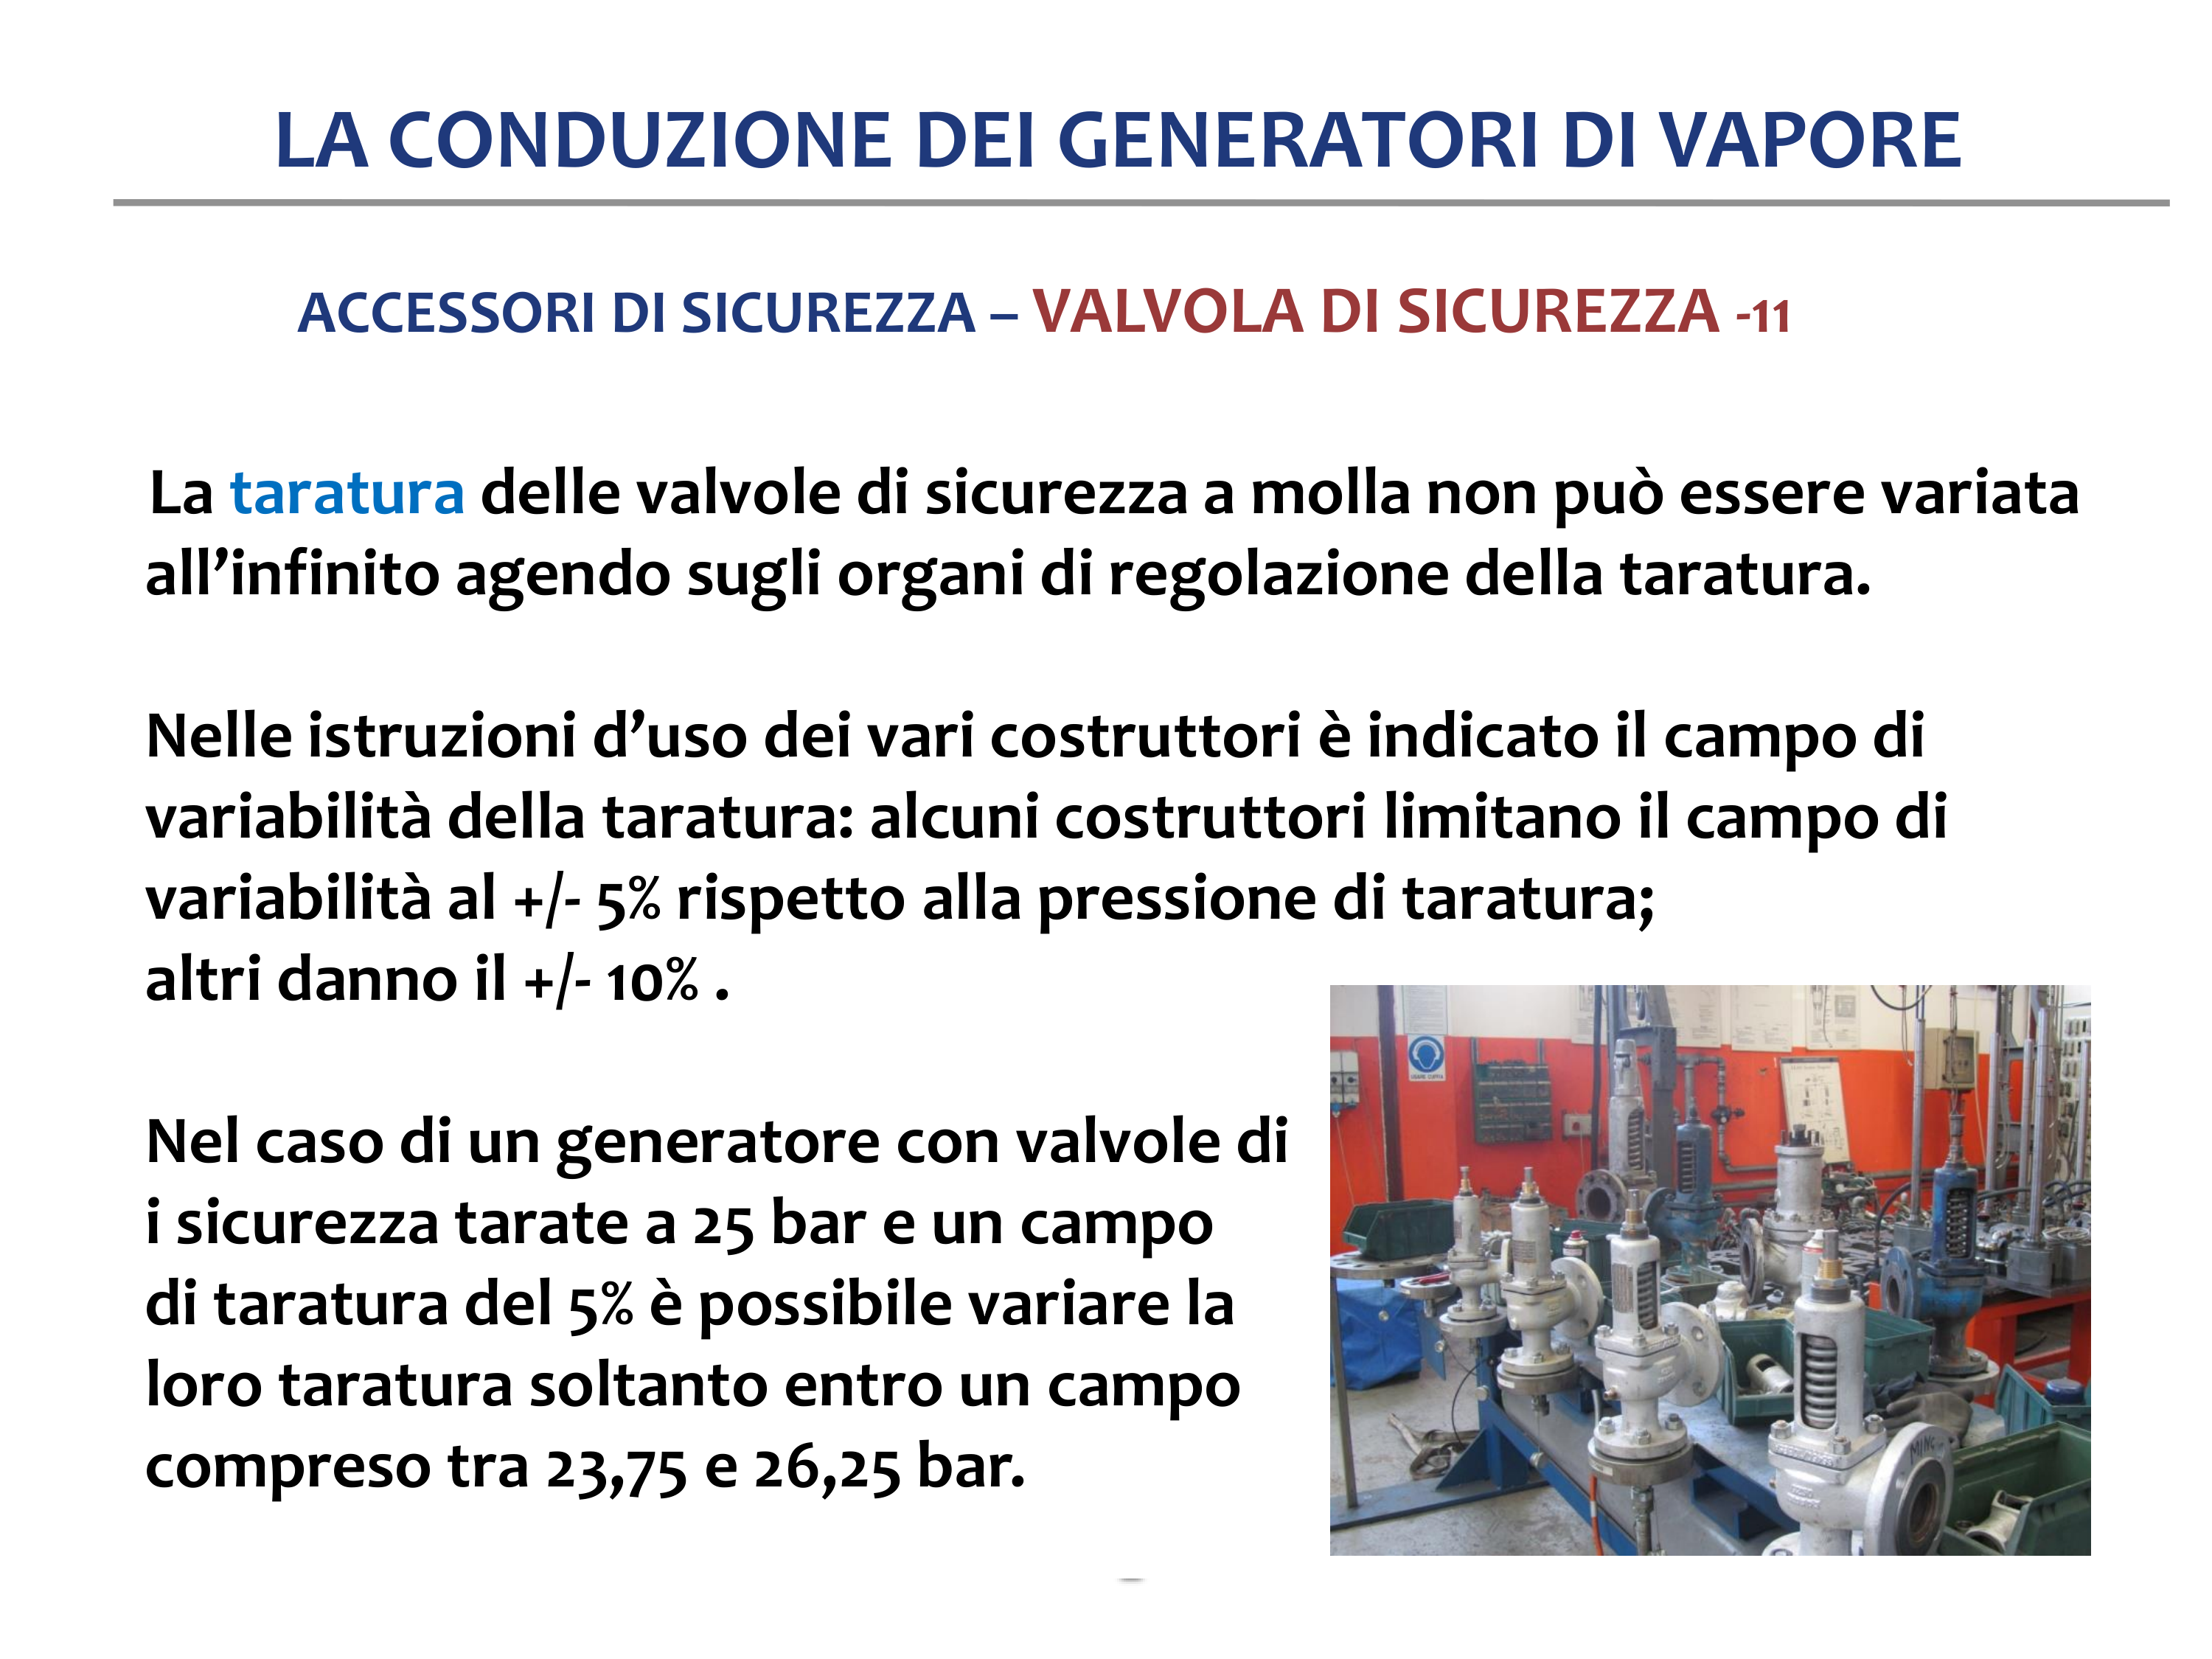 LA CONDUZIONE DEI GENERATORI DI VAPORE
ACCESSORI DI SICUREZZA – VALVOLA DI SICUREZZA -11
La taratura delle valvole di sicurezza a molla non può essere variata
all’infinito agendo sugli organi di regolazione della taratura.
Nelle istruzioni d’uso dei vari costruttori è indicato il campo di
variabilità della taratura: alcuni costruttori limitano il campo di
variabilità al +/- 5% rispetto alla pressione di taratura;
altri danno il +/- 10% .
Nel caso di un generatore con valvole di
i sicurezza tarate a 25 bar e un campo
di taratura del 5% è possibile variare la
loro taratura soltanto entro un campo
compreso tra 23,75 e 26,25 bar.
USARE CUFFIA